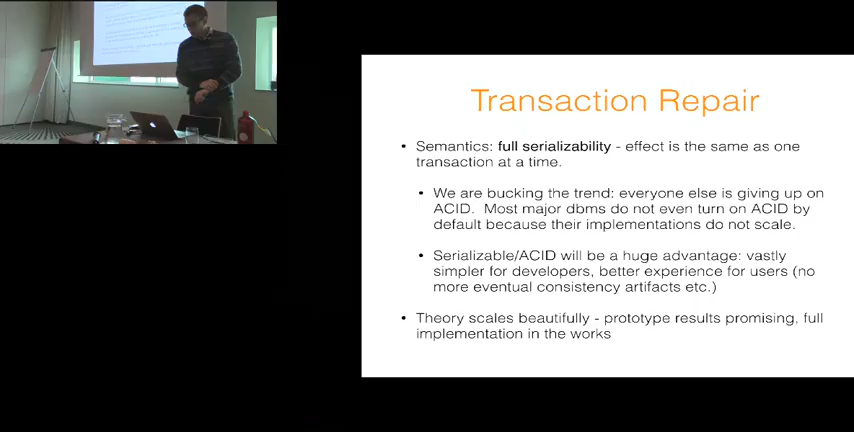 Transaction Repair
• Semantics: full serializability - effect is the same as one
transaction at a time.
• We are bucking the trend: everyone else is giving up on
ACID. Most major dbms do not even turn on ACID by
default because their implementations do not scale.
• Serializable/ACID will be a huge advantage: vastly
simpler for developers, better experience for users (no
more eventual consistency artifacts etc.)
• Theory scales beautifully - prototype results promising, full
implementation in the works